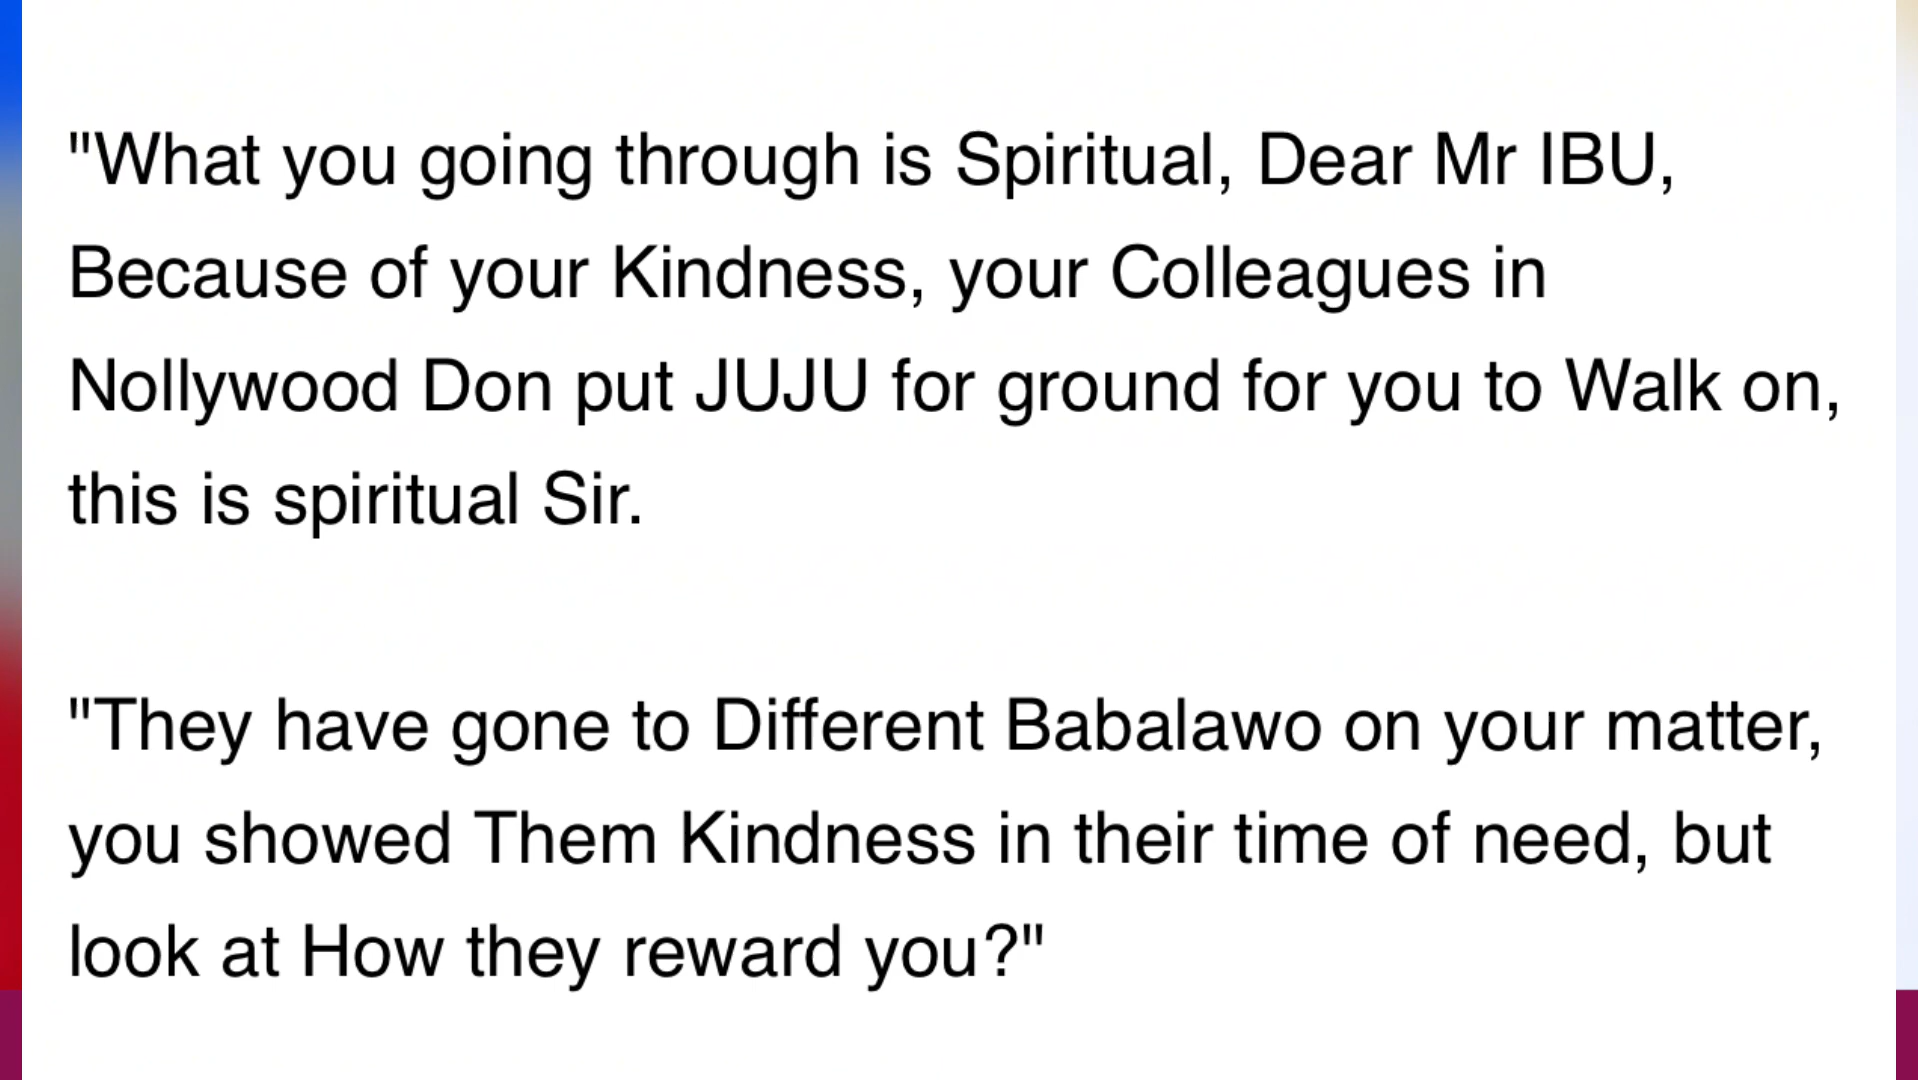 "What you going through is Spiritual, Dear Mr IBU,
Because of your Kindness, your Colleagues in
Nollywood Don put JUJU for ground for you to Walk on,
this is spiritual Sir.
"They have gone to Different Babalawo on your matter,
you showed Them Kindness in their time of need, but
look at How they reward you?"